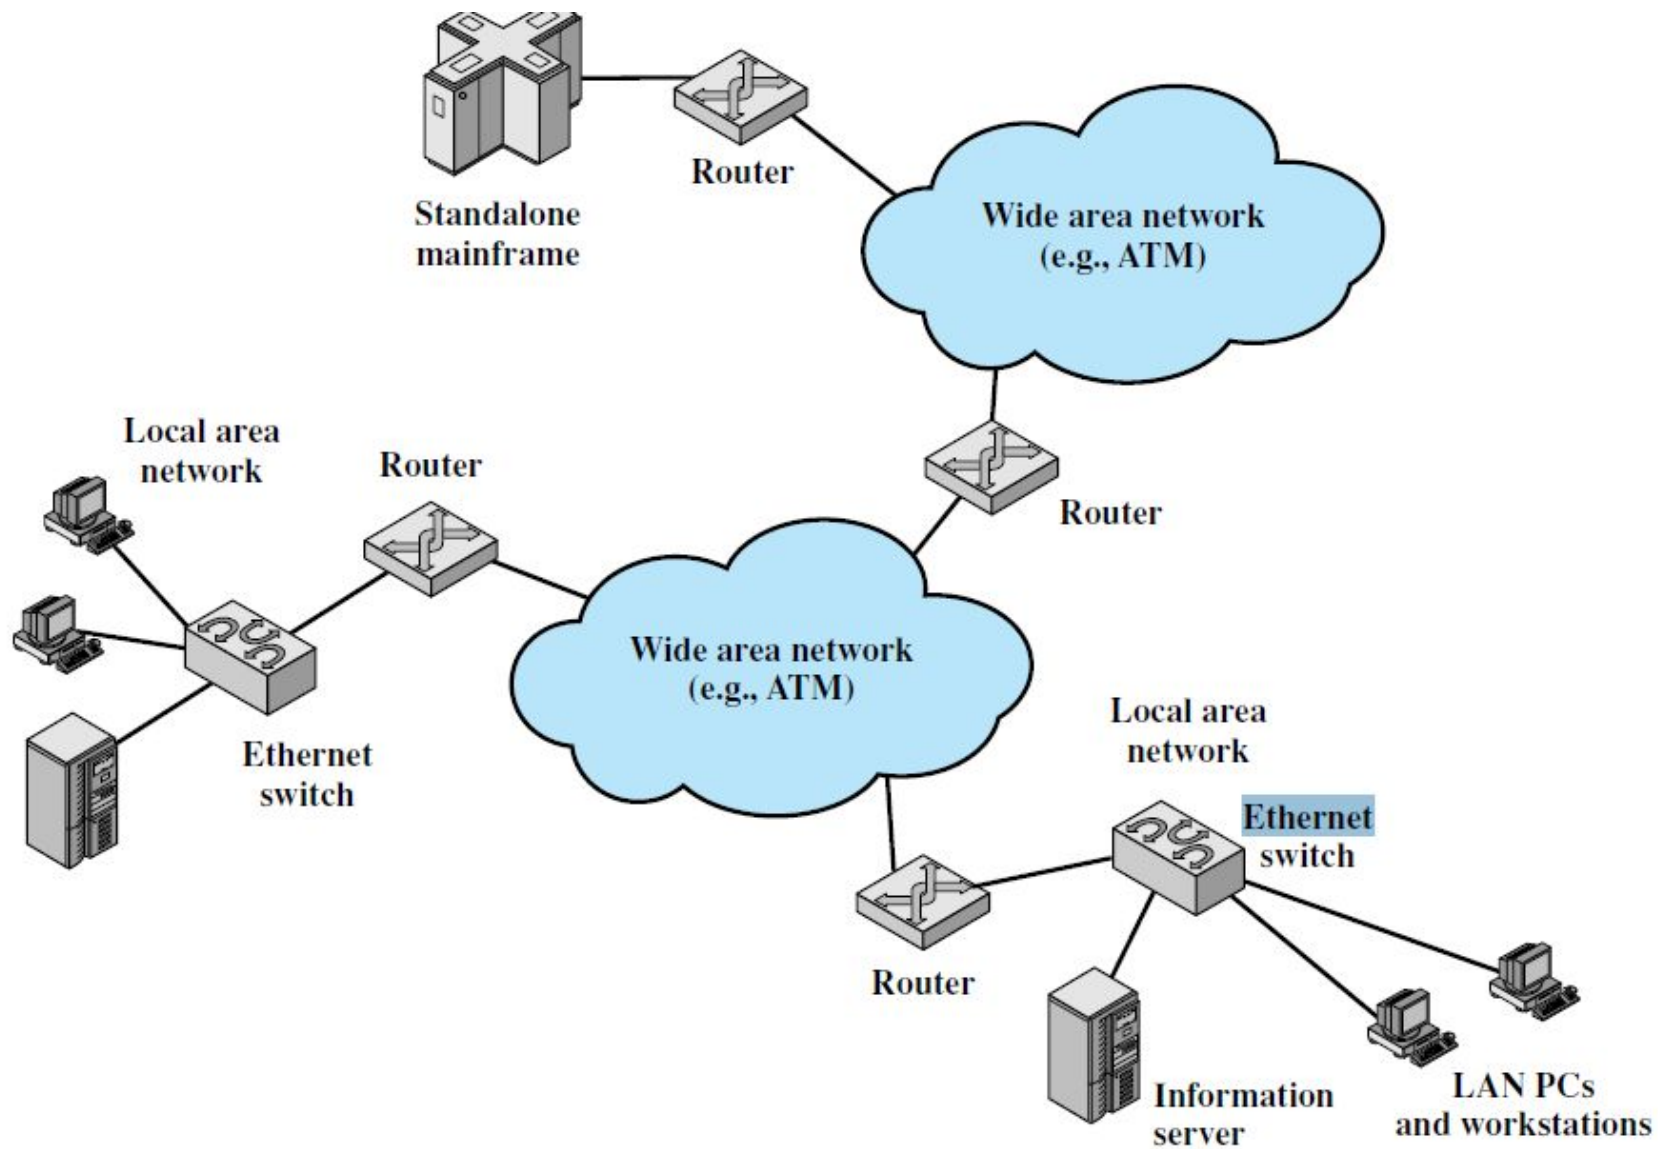 Router
Standalone
mainframe
Wide area network
(e.g., ATM)
Local area
network
Router
Router
Wide area network
(e.g., ATM)
Ethernet
switch
Local area
network
Ethernet
switch
Router
Information
server
LAN PCs
and workstations